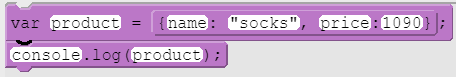 var product = {name: "socks", price:1090};
console.log(product);